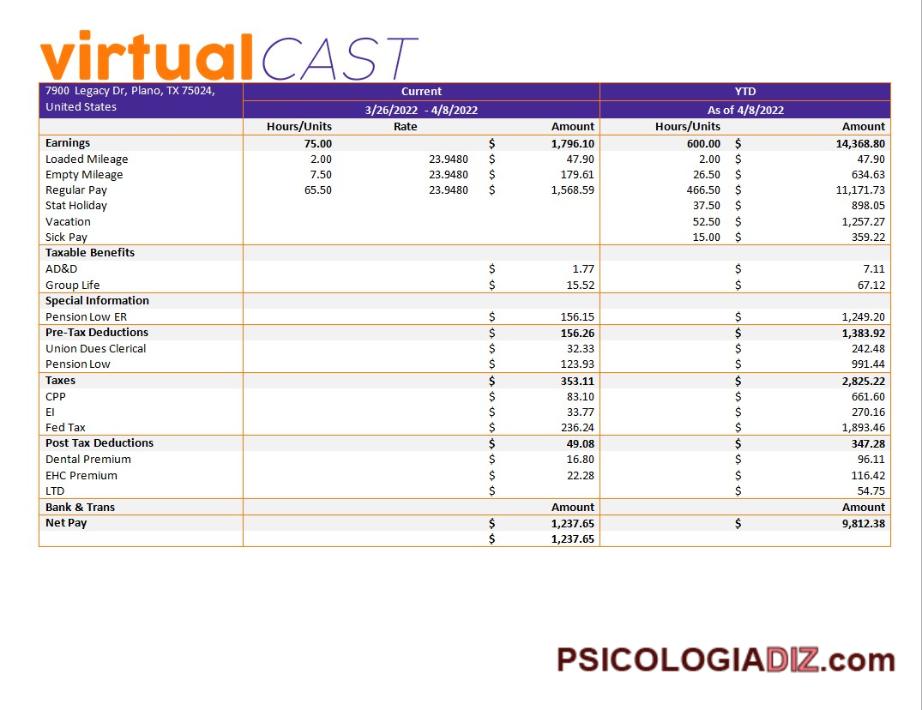 virtualCAST
7900 Legacy Dr, Plano, TX 75024, Current YTD
United States 3/26/2022 - 4/8/2022 As of 4/8/2022
Hours/Units Rate Amount Hours/Units Amount
Earnings 75.00 $ 1,796.10 600.00 $ 14,368.80
Loaded Mileage 2.00 23.9480 $ 47.90 2.00 $ 47.90
Empty Mileage 7.50 23.9480 $ 179.61 26.50 $ 634.63
Regular Pay 65.50 23.9480 $ 1,568.59 466.50 $ 11,171.73
Stat Holiday 37.50 $ 898.05
Vacation 52.50 $ 1,257.27
Sick Pay 15.00 $ 359.22
Taxable Benefits
AD&D $ 1.77 $ 7.11
Group Life $ 15.52 $ 67.12
Special Information
Pension Low ER $ 156.15 $ 1,249.20
Pre-Tax Deductions $ 156.26 $ 1,383.92
Union Dues Clerical $ 32.33 $ 242.48
Pension Low $ 123.93 $ 991.44
Taxes $ 353.11 $ 2,825.22
CPP $ 83.10 $ 661.60
EI $ 33.77 $ 270.16
Fed Tax $ 236.24 $ 1,893.46
Post Tax Deductions $ 49.08 $ 347.28
Dental Premium $ 16.80 $ 96.11
EHC Premium $ 22.28 $ 116.42
LTD $ $ 54.75
Bank & Trans Amount Amount
Net Pay $ 1,237.65 $ 9,812.38
$ 1,237.65
PSICOLOGIADIZ.com